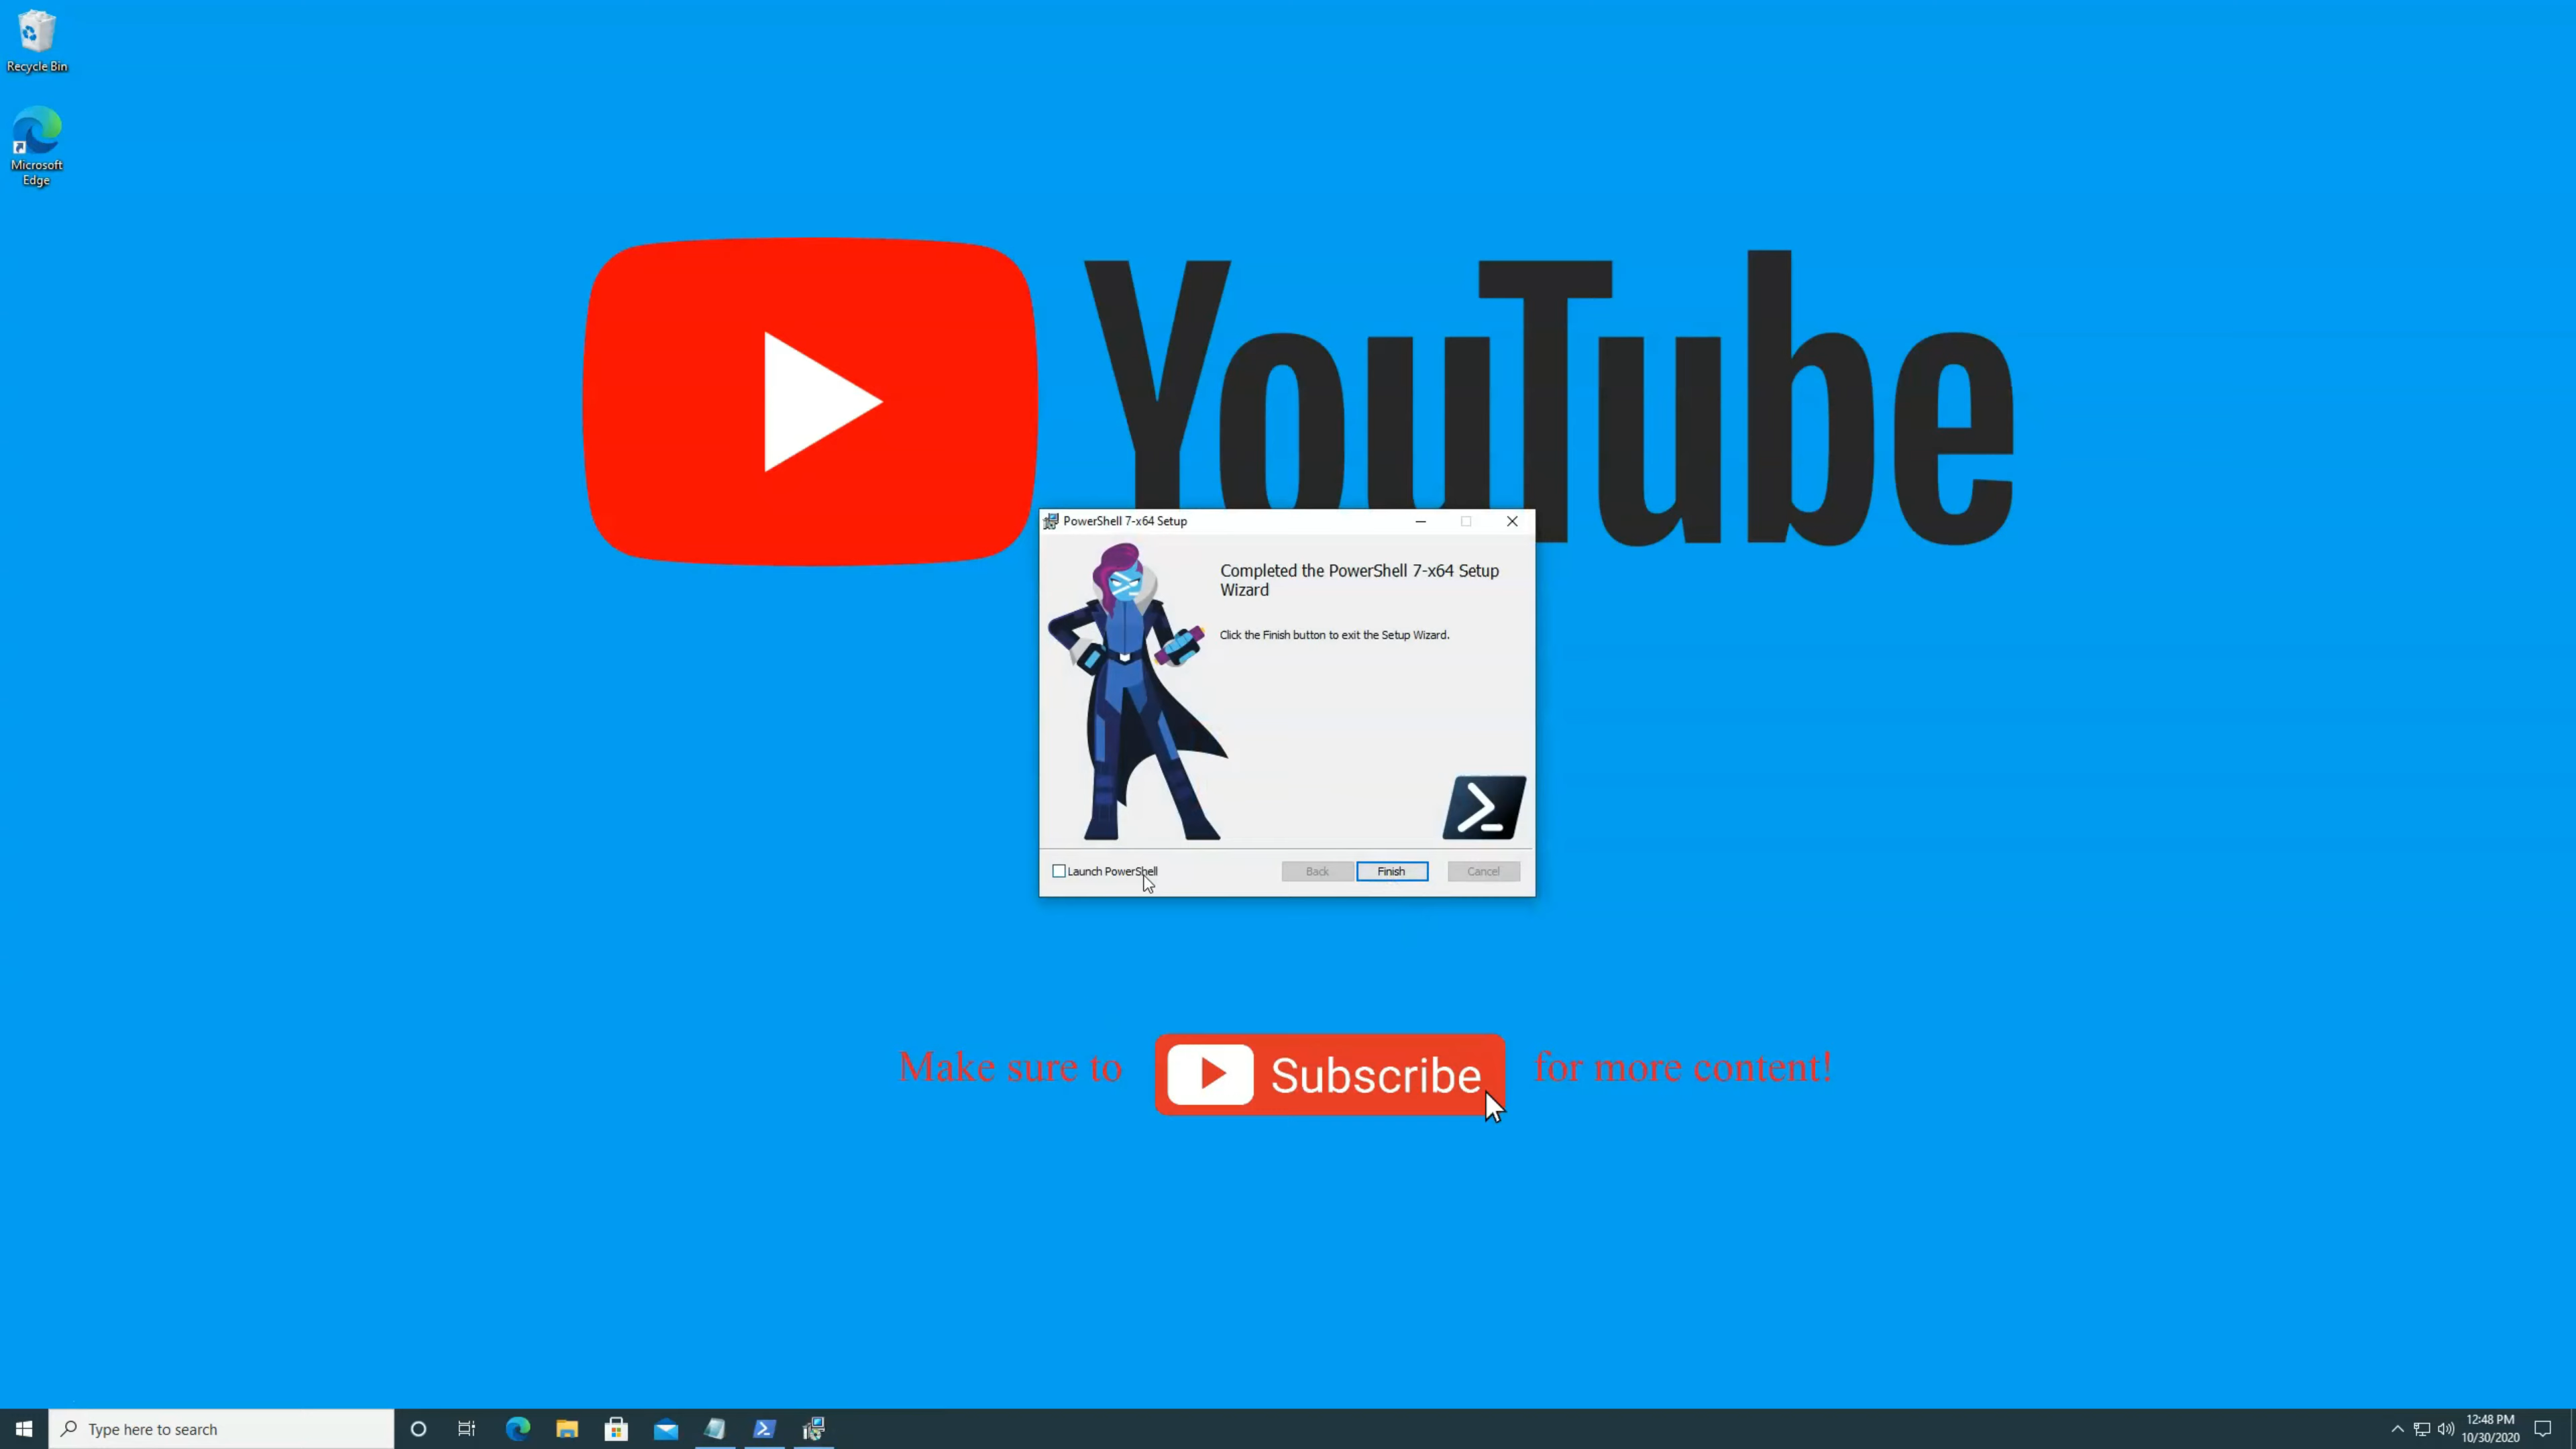 Recycle Bin
Microsoft
Edge
YouTube
PowerShell 7-x64 Setup
Completed the PowerShell 7-x64 Setup
Wizard
Click the Finish button to exit the Setup Wizard.
Launch PowerShell
Back
Finish
Cancel
Make sure to
Subscribe
for more content!
Type here to search
12:48 PM
10/30/2020